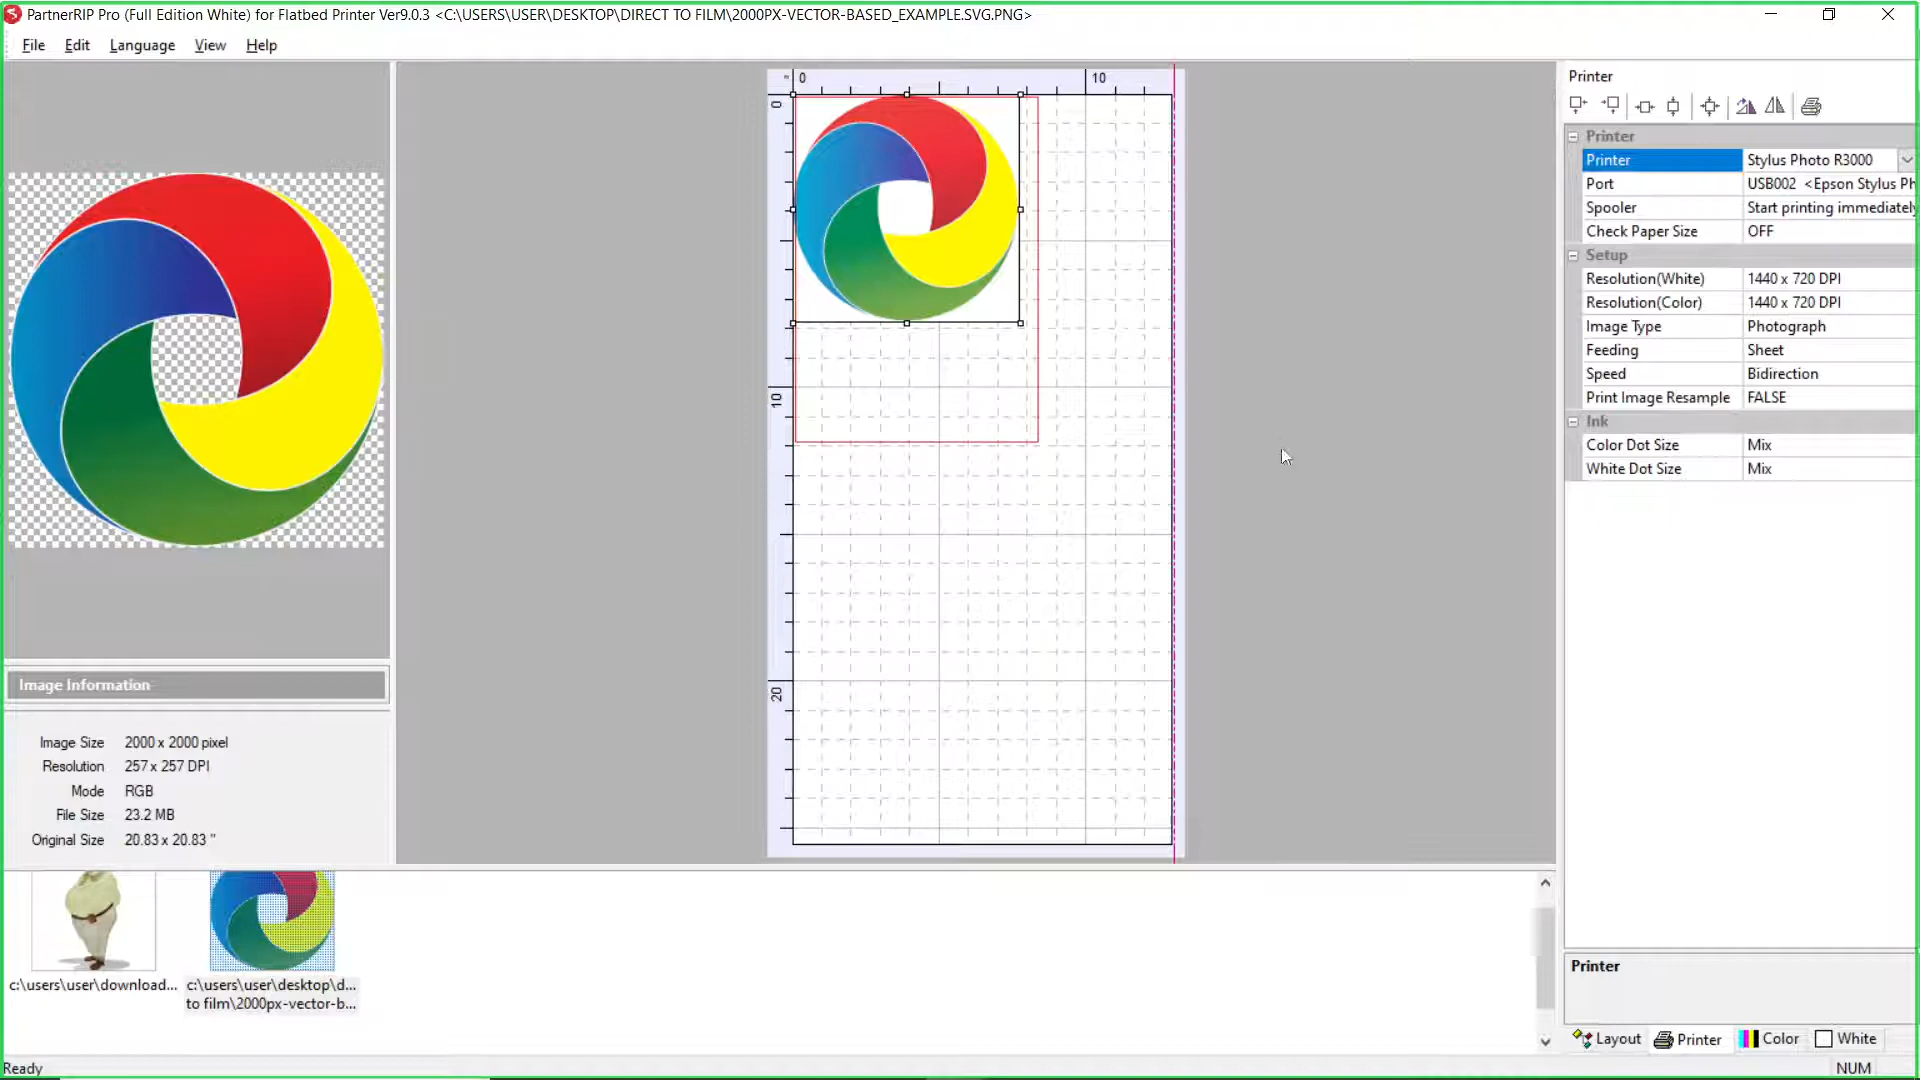 PartnerRIP Pro (Full Edition White) for Flatbed Printer Ver9.0.3 <C:\USERS\USER\DESKTOP\DIRECT TO FILM\2000PX-VECTOR-BASED_EXAMPLE.SVG.PNG>
File Edit Language View Help
" 0 10
0
10
20
Image Information
Image Size 2000 x 2000 pixel
Resolution 257 x 257 DPI
Mode RGB
File Size 23.2 MB
Original Size 20.83 x 20.83 "
c:\users\user\download...
c:\users\user\desktop\d...
to film\2000px-vector-b...
Ready
Printer
Printer
Printer Stylus Photo R3000
Port USB002 <Epson Stylus Ph
Spooler Start printing immediately
Check Paper Size OFF
Setup
Resolution(White) 1440 x 720 DPI
Resolution(Color) 1440 x 720 DPI
Image Type Photograph
Feeding Sheet
Speed Bidirection
Print Image Resample FALSE
Ink
Color Dot Size Mix
White Dot Size Mix
Printer
Layout Printer Color White
NUM